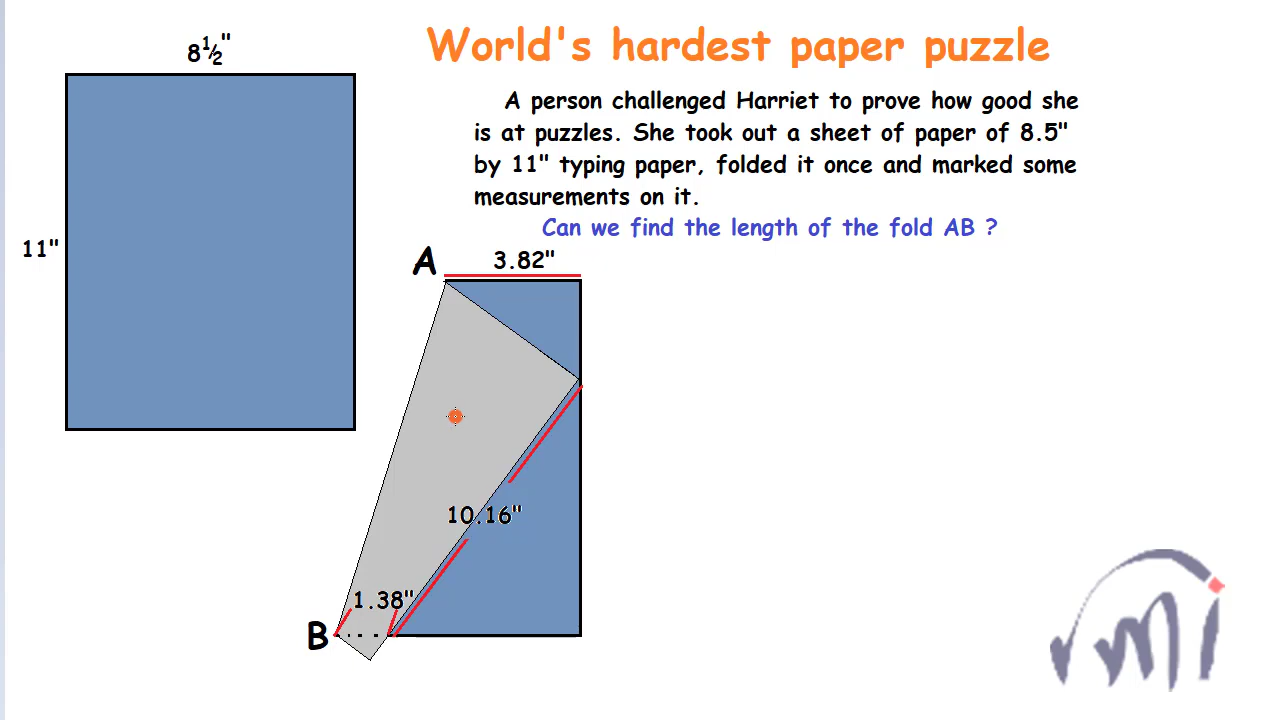 8½"
World's hardest paper puzzle
A person challenged Harriet to prove how good she
is at puzzles. She took out a sheet of paper of 8.5"
by 11" typing paper, folded it once and marked some
measurements on it.
Can we find the length of the fold AB ?
11"
A
3.82"
10.16"
1.38"
B